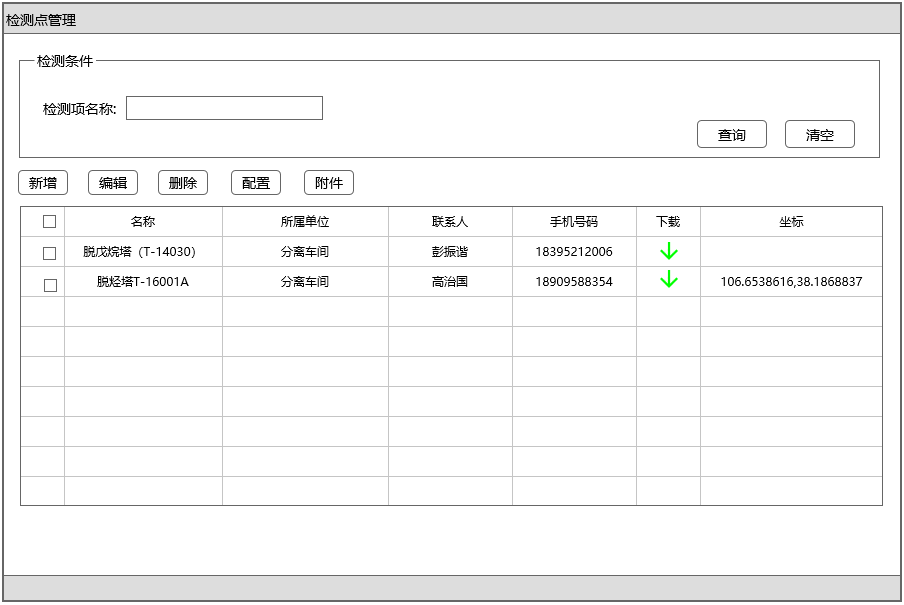 检测点管理
检测条件
检测项名称:
查询 清空
新增 编辑 删除 配置 附件
名称 所属单位 联系人 手机号码 下载 坐标
脱戊烷塔（T-14030） 分离车间 彭振谐 18395212006
脱烃塔T-16001A 分离车间 高治国 18909588354 106.6538616,38.1868837